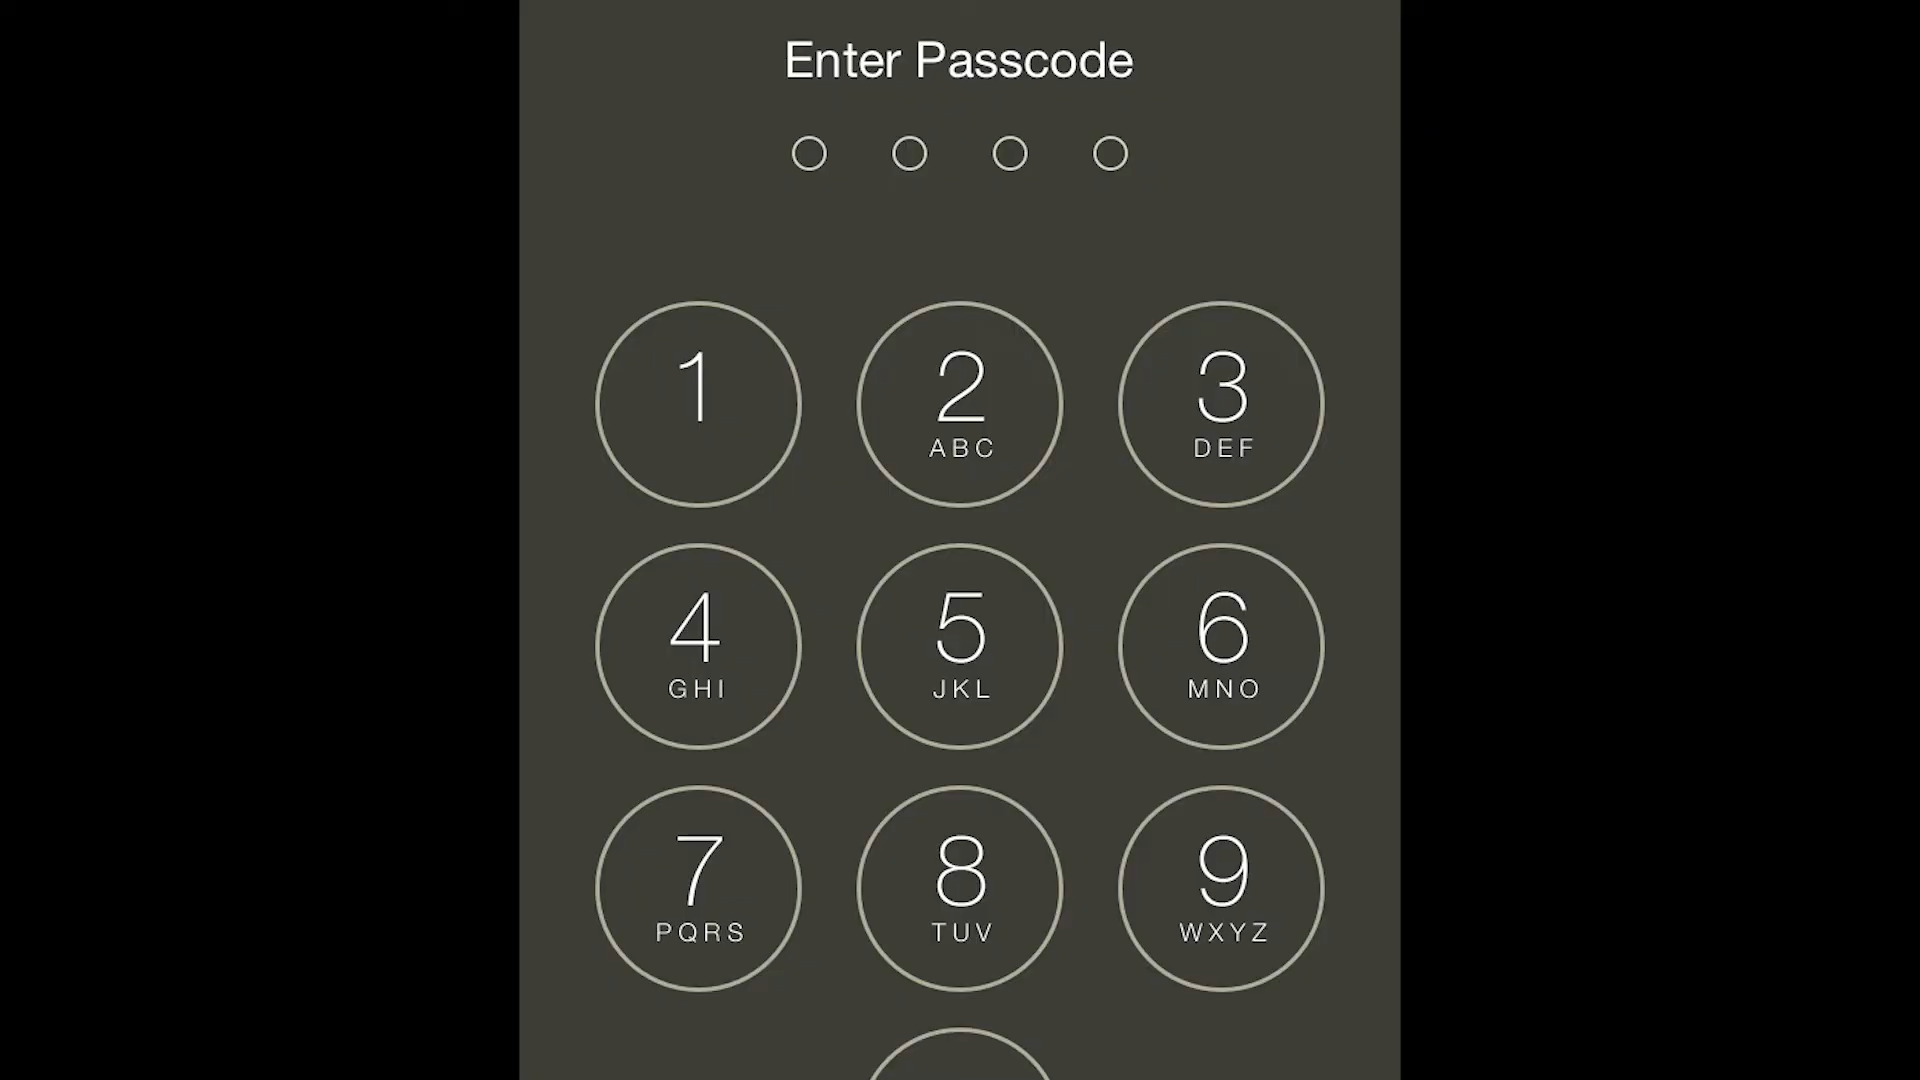 Enter Passcode
1 2 3
ABC DEF
4 5 6
GHI JKL MNO
7 8 9
PQRS TUV WXYZ